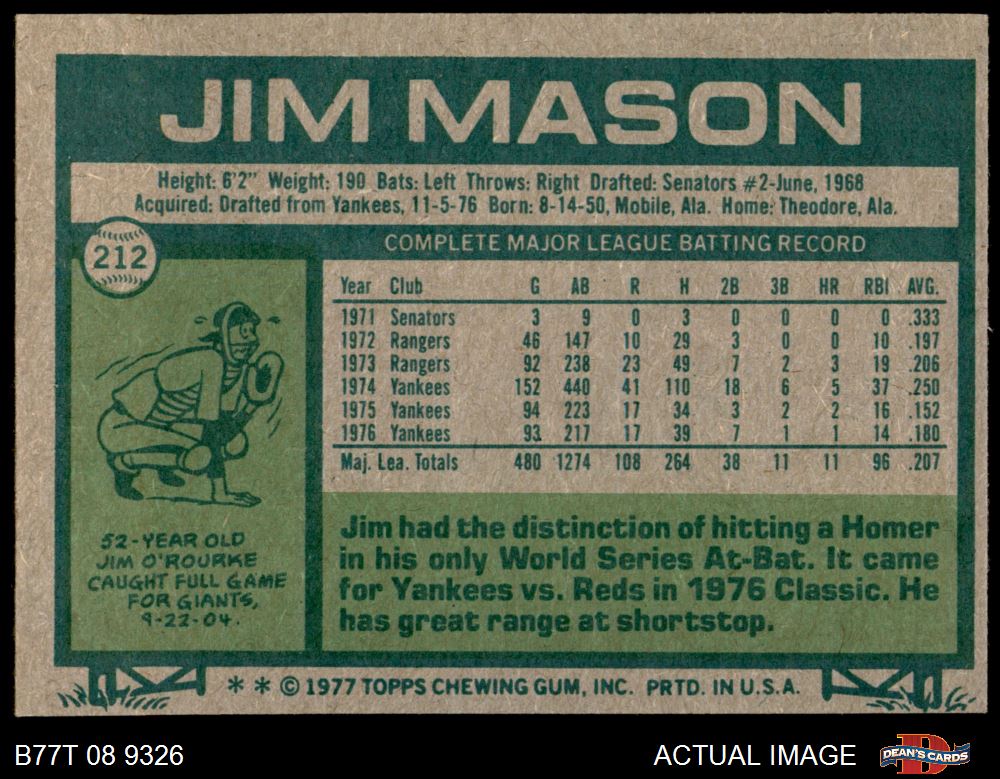 JIM MASON
Height: 6'2" Weight: 190 Bats: Left Throws: Right Drafted: Senators #2-June, 1968
Acquired: Drafted from Yankees, 11-5-76 Born: 8-14-50, Mobile, Ala. Home: Theodore, Ala.
212
COMPLETE MAJOR LEAGUE BATTING RECORD
Year Club G AB R H 2B 3B HR RBI AVG.
1971 Senators 3 9 0 3 0 0 0 0 .333
1972 Rangers 46 147 10 29 3 0 0 10 .197
1973 Rangers 92 238 23 49 7 2 3 19 .206
1974 Yankees 152 440 41 110 18 6 5 37 .250
1975 Yankees 94 223 17 34 3 2 2 16 .152
1976 Yankees 93 217 17 39 7 1 1 14 .180
Maj. Lea. Totals 480 1274 108 264 38 11 11 96 .207
52-YEAR OLD
JIM O'ROURKE
CAUGHT FULL GAME
FOR GIANTS,
9-22-04.
Jim had the distinction of hitting a Homer
in his only World Series At-Bat. It came
for Yankees vs. Reds in 1976 Classic. He
has great range at shortstop.
* * © 1977 TOPPS CHEWING GUM, INC. PRTD. IN U.S.A.
B77T 08 9326
ACTUAL IMAGE
D
DEAN'S CARDS